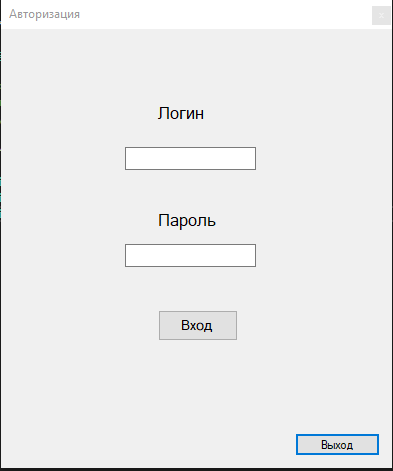 Авторизация
Логин
Пароль
Вход
Выход